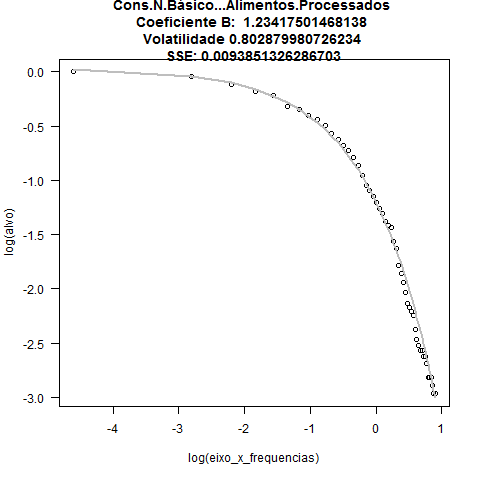 Cons.N.Básico...Alimentos.Processados
Coeficiente B: 1.23417501468138
Volatilidade 0.802879980726234
SSE: 0.0093851326286703
0.0
-0.5
-1.0
-1.5
-2.0
-2.5
-3.0
log(alvo)
-4 -3 -2 -1 0 1
log(eixo_x_frequencias)